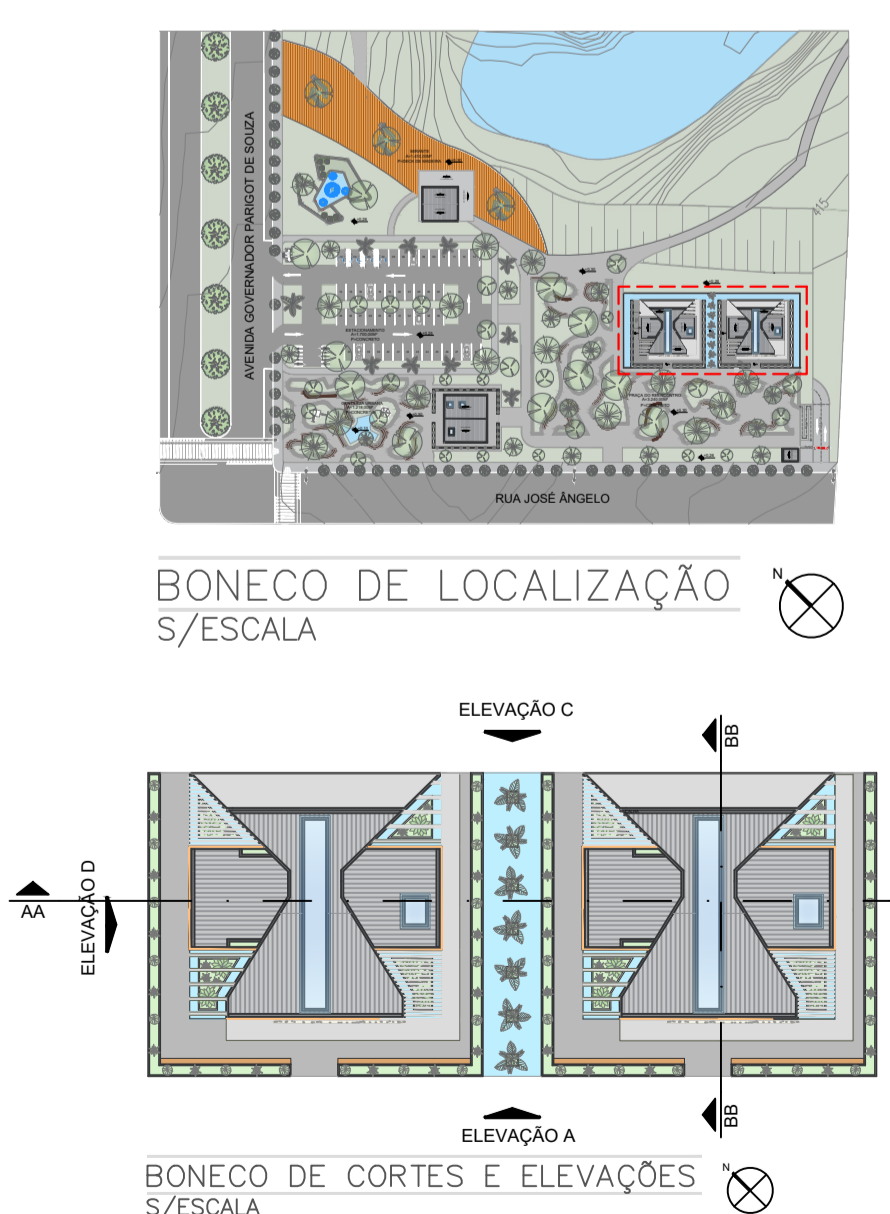 AVENIDA GOVERNADOR PARIGOT DE SOUZA
415
ESTACIONAMENTO
RUA JOSÉ ÂNGELO
BONECO DE LOCALIZAÇÃO
S/ESCALA
N
ELEVAÇÃO C
BB
ELEVAÇÃO D
AA
BB
ELEVAÇÃO A
BONECO DE CORTES E ELEVAÇÕES
S/ESCALA
N